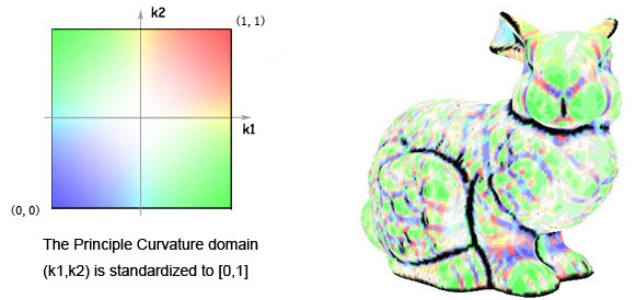 k2
(1, 1)
k1
(0, 0)
The Principle Curvature domain
(k1,k2) is standardized to [0,1]